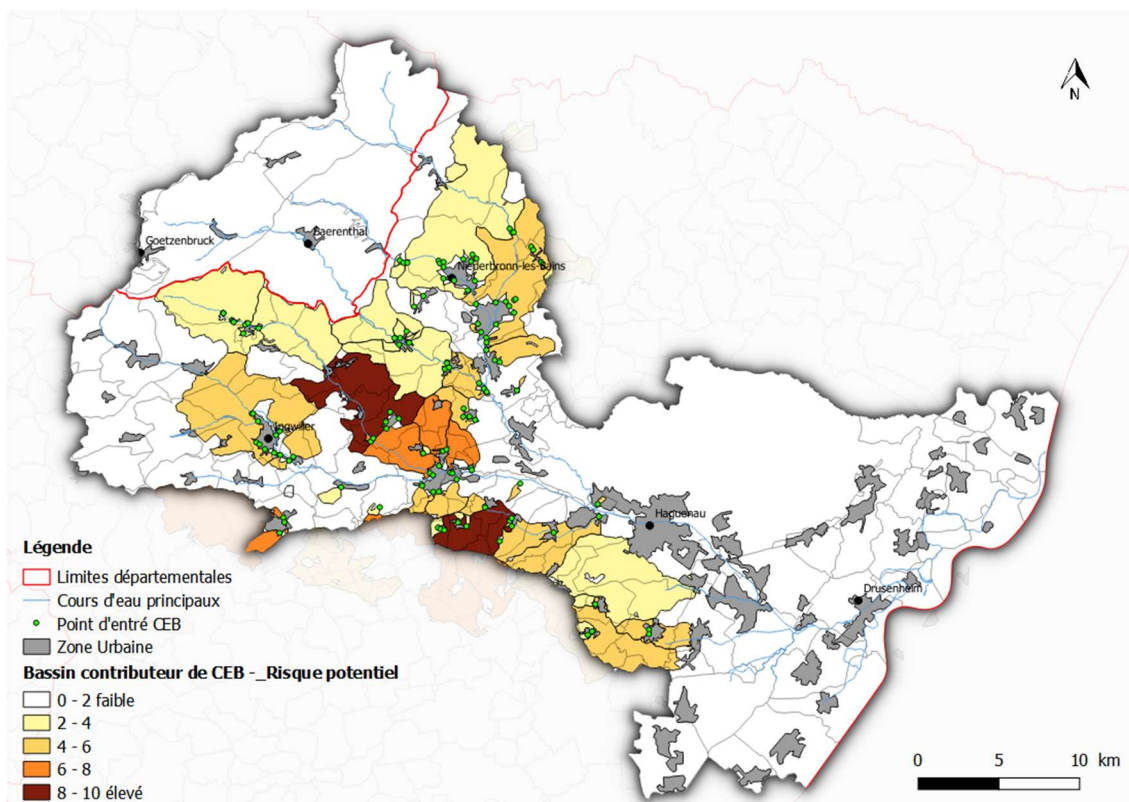 N
Goetzenbruck
Baerenthal
Niederbronn-les-Bains
Ingwiller
Haguenau
Drusenheim
Légende
Limites départementales
Cours d'eau principaux
Point d'entré CEB
Zone Urbaine
Bassin contributeur de CEB -_Risque potentiel
0 - 2 faible
2 - 4
4 - 6
6 - 8
8 - 10 élevé
0 5 10 km